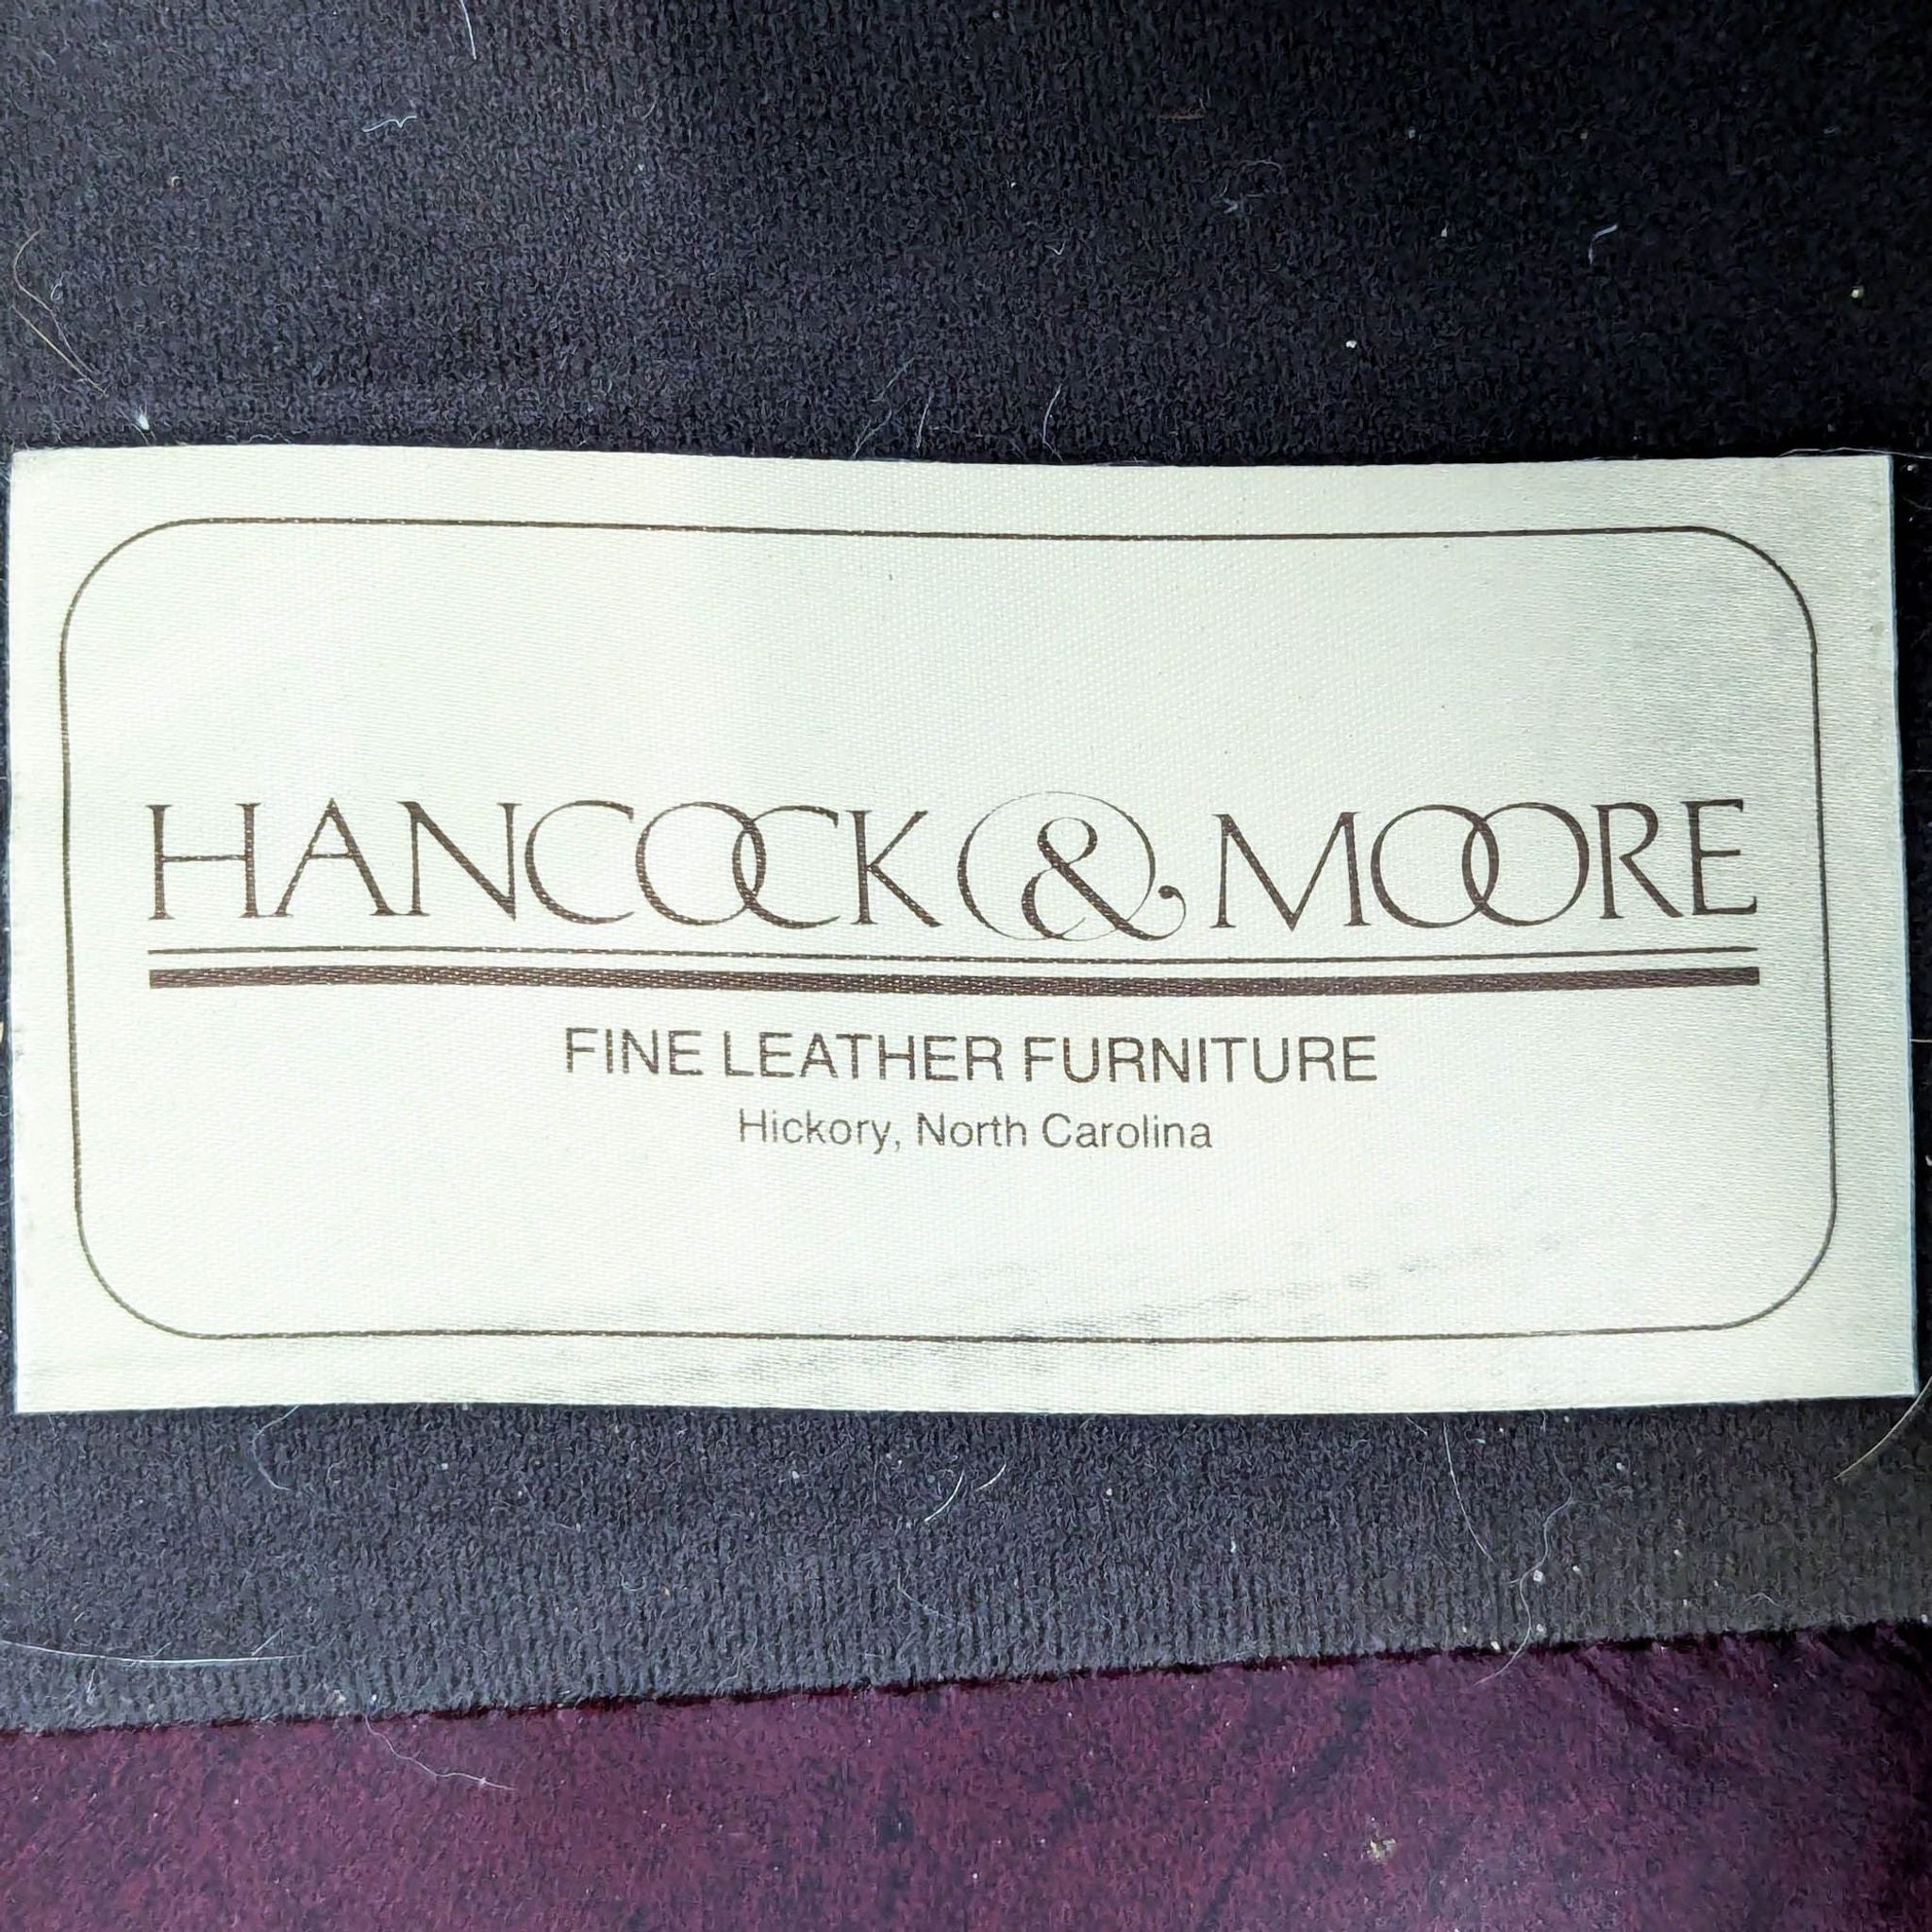 HANCOCK & MOORE
FINE LEATHER FURNITURE
Hickory, North Carolina